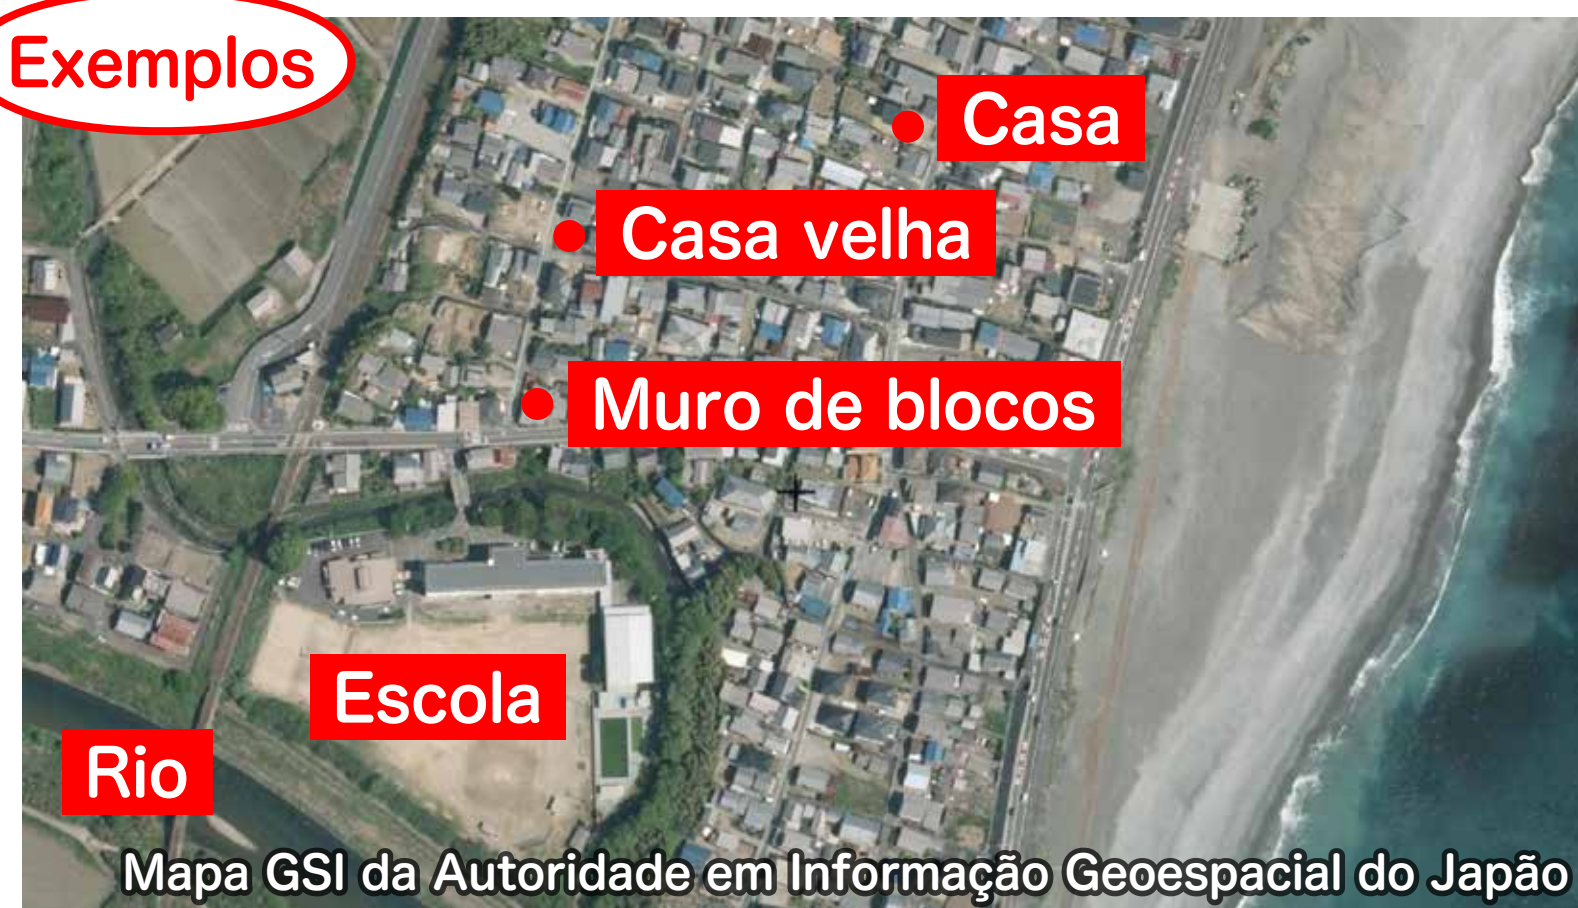 Exemplos
Casa
Casa velha
Muro de blocos
Escola
Rio
Mapa GSI da Autoridade em Informação Geoespacial do Japão